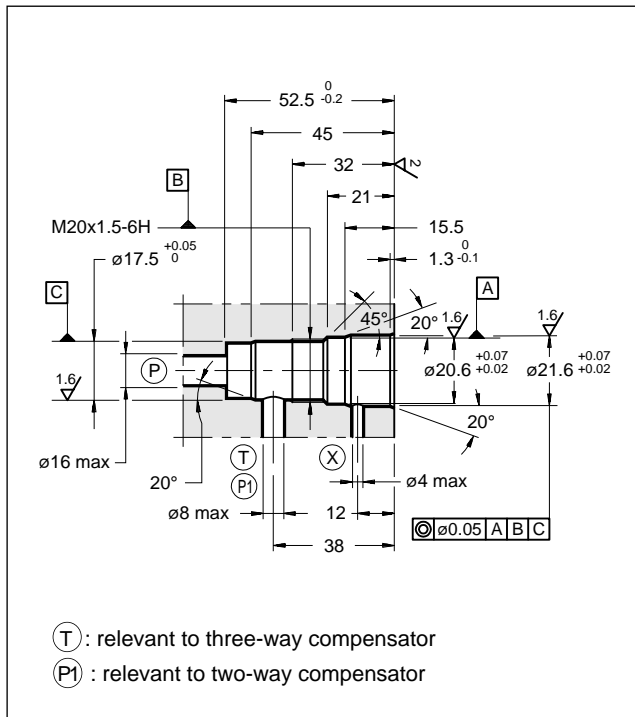 52.5 0 -0.2
45
32
2
B
21
M20x1.5-6H
15.5
ø17.5 +0.05 0
1.3 0 -0.1
C
A
45°
20°
1.6
1.6
P
ø20.6 +0.07 +0.02
ø21.6 +0.07 +0.02
1.6
20°
T
X
ø16 max
P1
ø4 max
20°
ø8 max
12
ø0.05 A B C
38
T : relevant to three-way compensator
P1 : relevant to two-way compensator